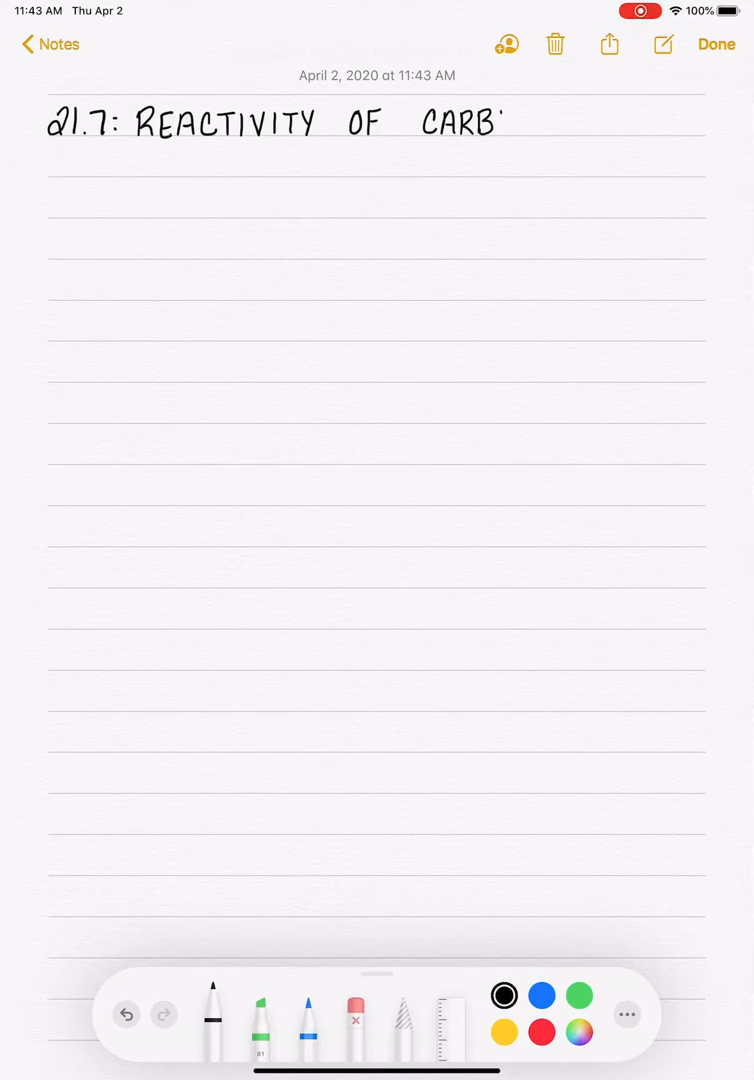 11:43 AM Thu Apr 2 100%
Notes Done
April 2, 2020 at 11:43 AM
21.7: REACTIVITY OF CARB
81